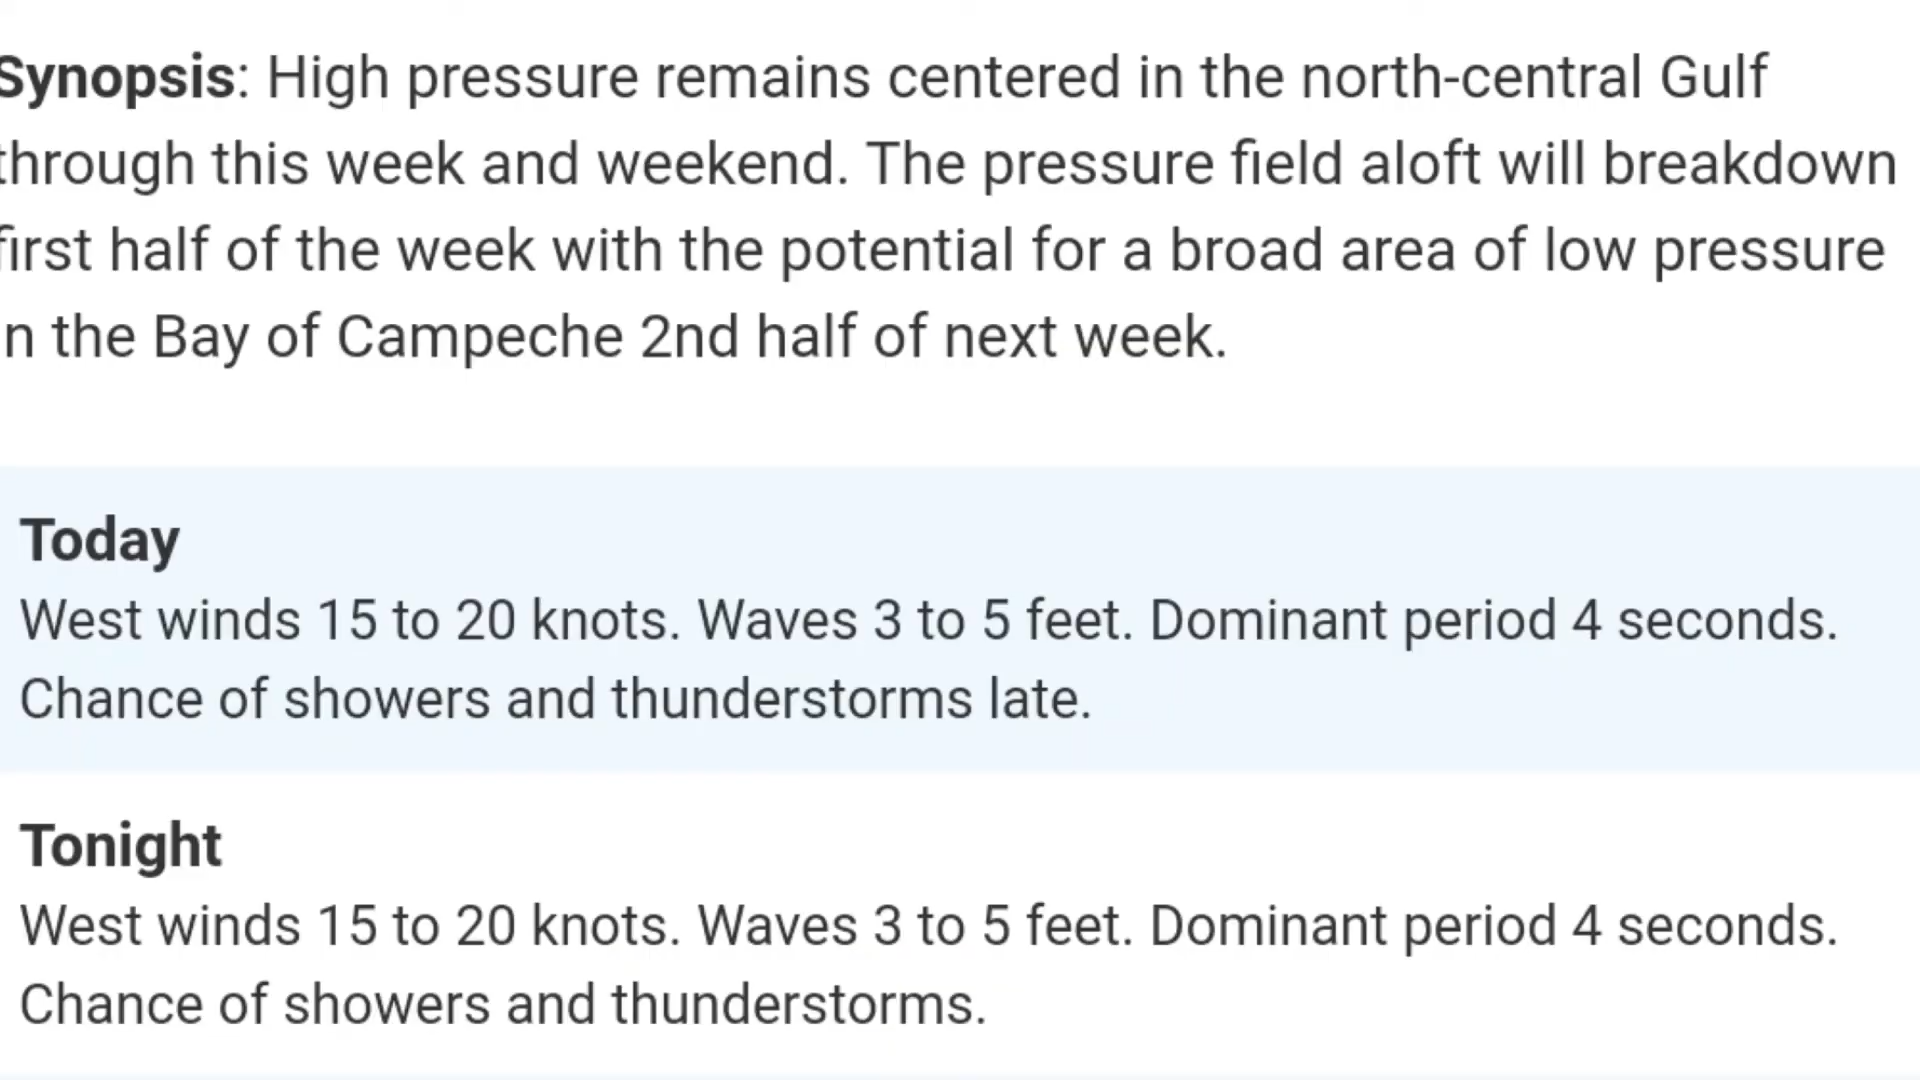 Synopsis: High pressure remains centered in the north-central Gulf
through this week and weekend. The pressure field aloft will breakdown
first half of the week with the potential for a broad area of low pressure
in the Bay of Campeche 2nd half of next week.
Today
West winds 15 to 20 knots. Waves 3 to 5 feet. Dominant period 4 seconds.
Chance of showers and thunderstorms late.
Tonight
West winds 15 to 20 knots. Waves 3 to 5 feet. Dominant period 4 seconds.
Chance of showers and thunderstorms.